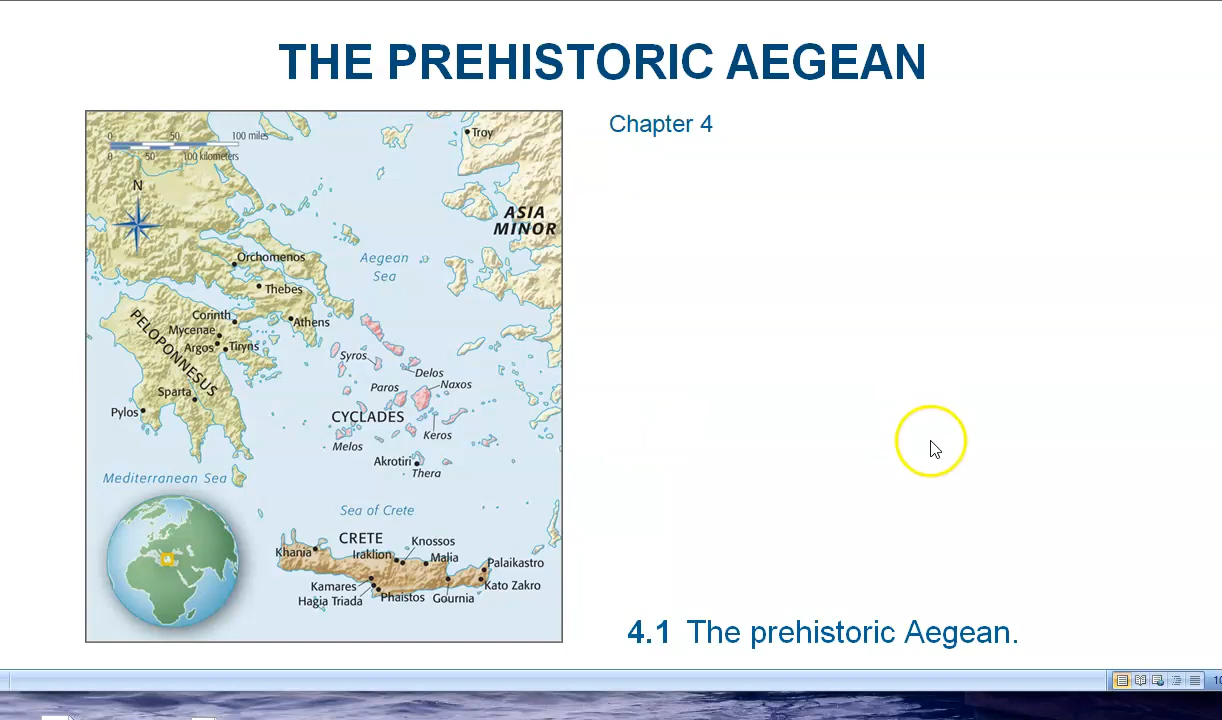 THE PREHISTORIC AEGEAN
Chapter 4
0 50 100 miles
0 50 100 kilometers
N
Troy
ASIA
MINOR
Orchomenos
Aegean
Sea
Thebes
Corinth
Athens
Mycenae
Argos
Tiryns
PELOPONNESUS
Syros
Delos
Paros
Naxos
Sparta
Pylos
CYCLADES
Keros
Melos
Akrotiri
Thera
Mediterranean Sea
Sea of Crete
CRETE
Knossos
Khania
Iraklion
Malia
Palaikastro
Kamares
Kato Zakro
Hagia Triada
Phaistos
Gournia
4.1 The prehistoric Aegean.